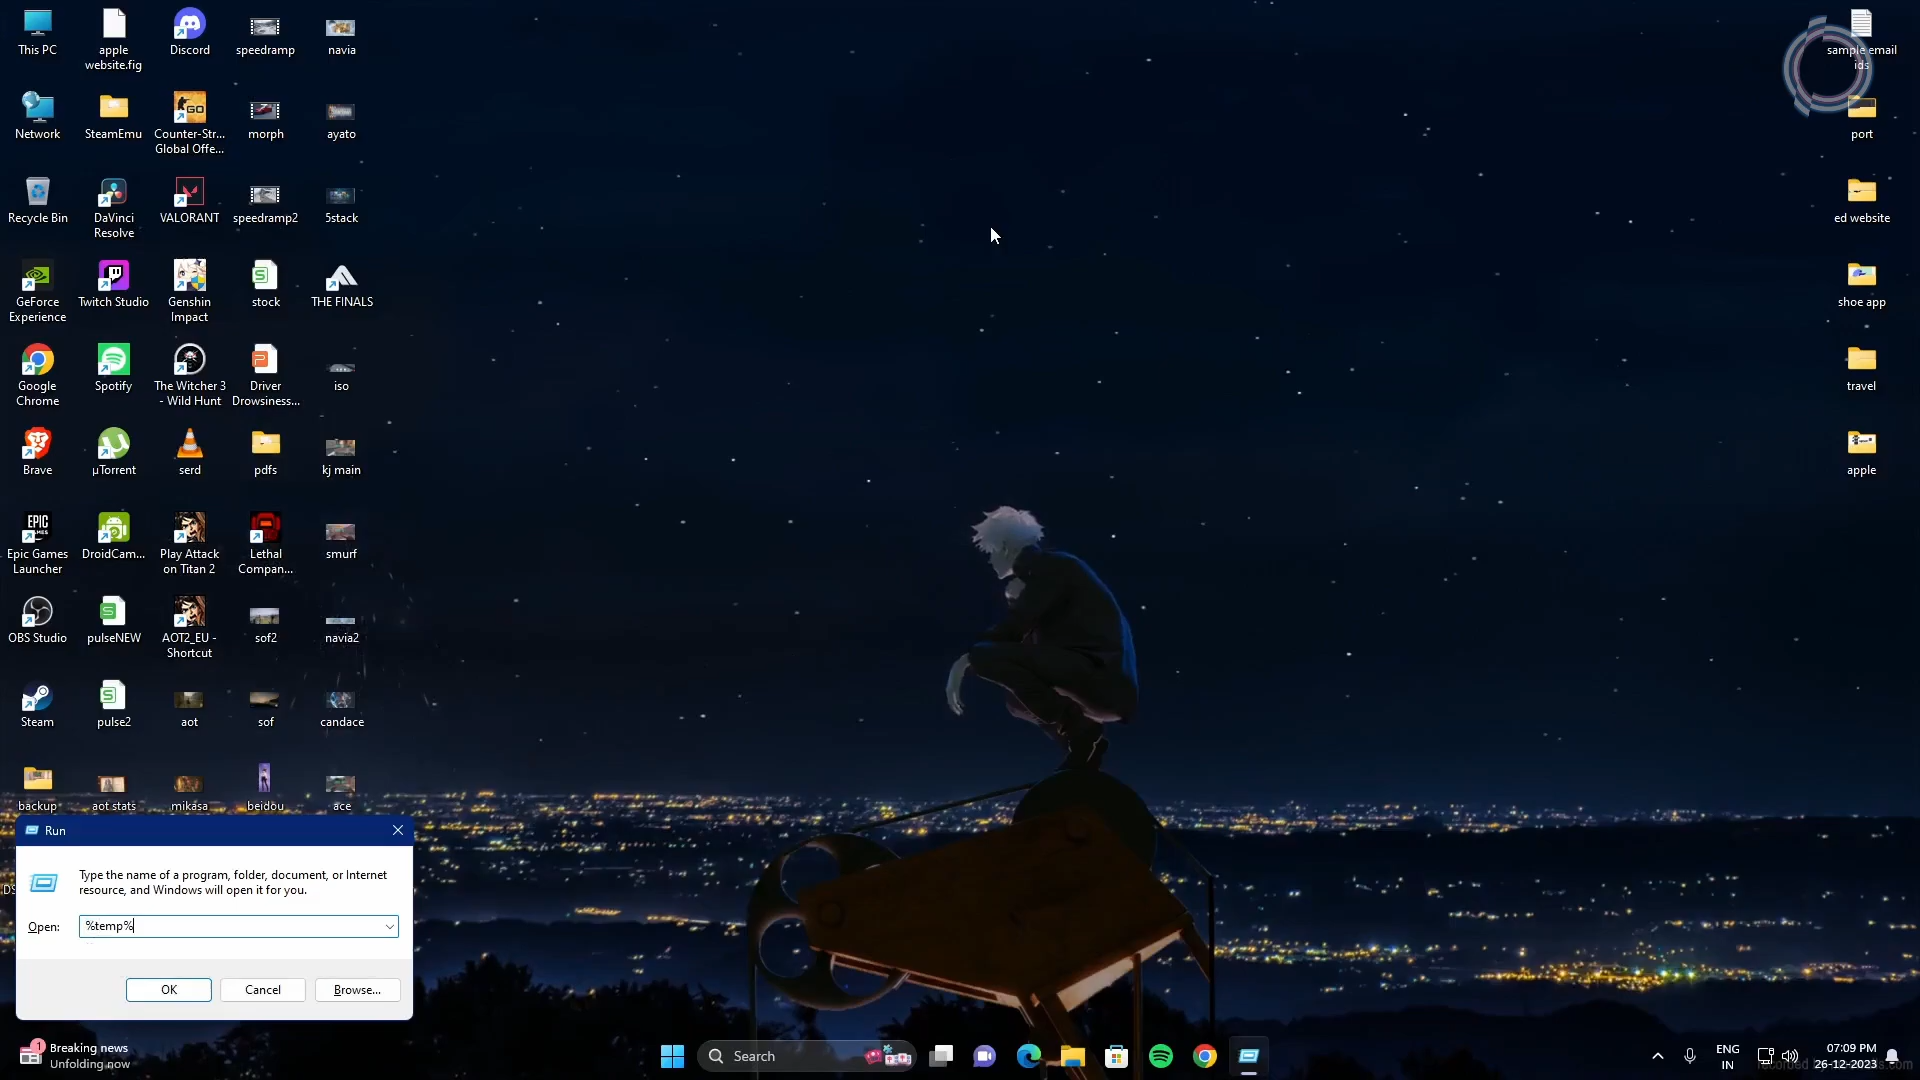 This PC
apple
website.fig
Discord
speedramp
navia
sample email
ids
Network
SteamEmu
Counter-Str...
Global Offe...
morph
ayato
port
GO
Recycle Bin
DaVinci
Resolve
VALORANT
speedramp2
5stack
ed website
GeForce
Experience
Twitch Studio
Genshin
Impact
stock
THE FINALS
shoe app
Google
Chrome
Spotify
The Witcher 3
- Wild Hunt
Driver
Drowsiness...
iso
travel
Brave
µTorrent
serd
pdfs
kj main
apple
EPIC
GAMES
Epic Games
Launcher
DroidCam...
Play Attack
on Titan 2
Lethal
Compan...
smurf
OBS Studio
pulseNEW
AOT2_EU -
Shortcut
sof2
navia2
Steam
pulse2
aot
sof
candace
backup
aot stats
mikasa
beidou
ace
Run
Type the name of a program, folder, document, or Internet
resource, and Windows will open it for you.
Open:
%temp%
OK
Cancel
Browse...
1
Breaking news
Unfolding now
Search
ENG
IN
07:09 PM
26-12-2023